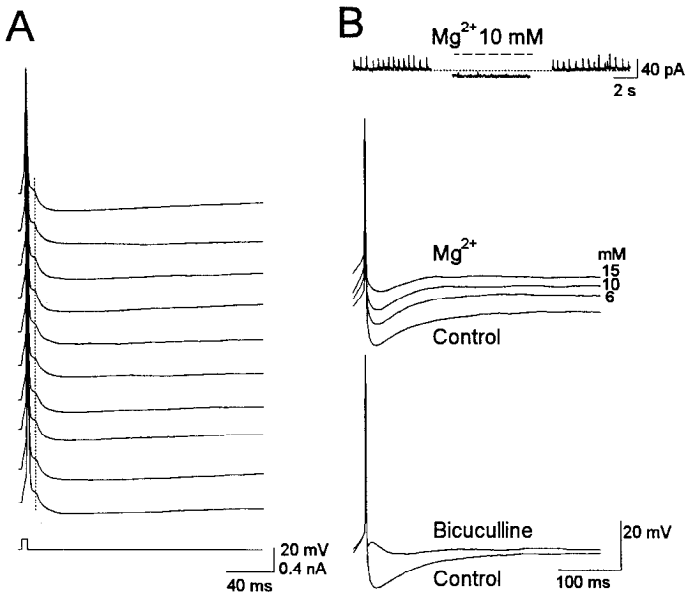 A
B
Mg²⁺ 10 mM
40 pA
2 s
Mg²⁺
mM
15
10
6
Control
20 mV
0.4 nA
40 ms
Bicuculline
Control
20 mV
100 ms